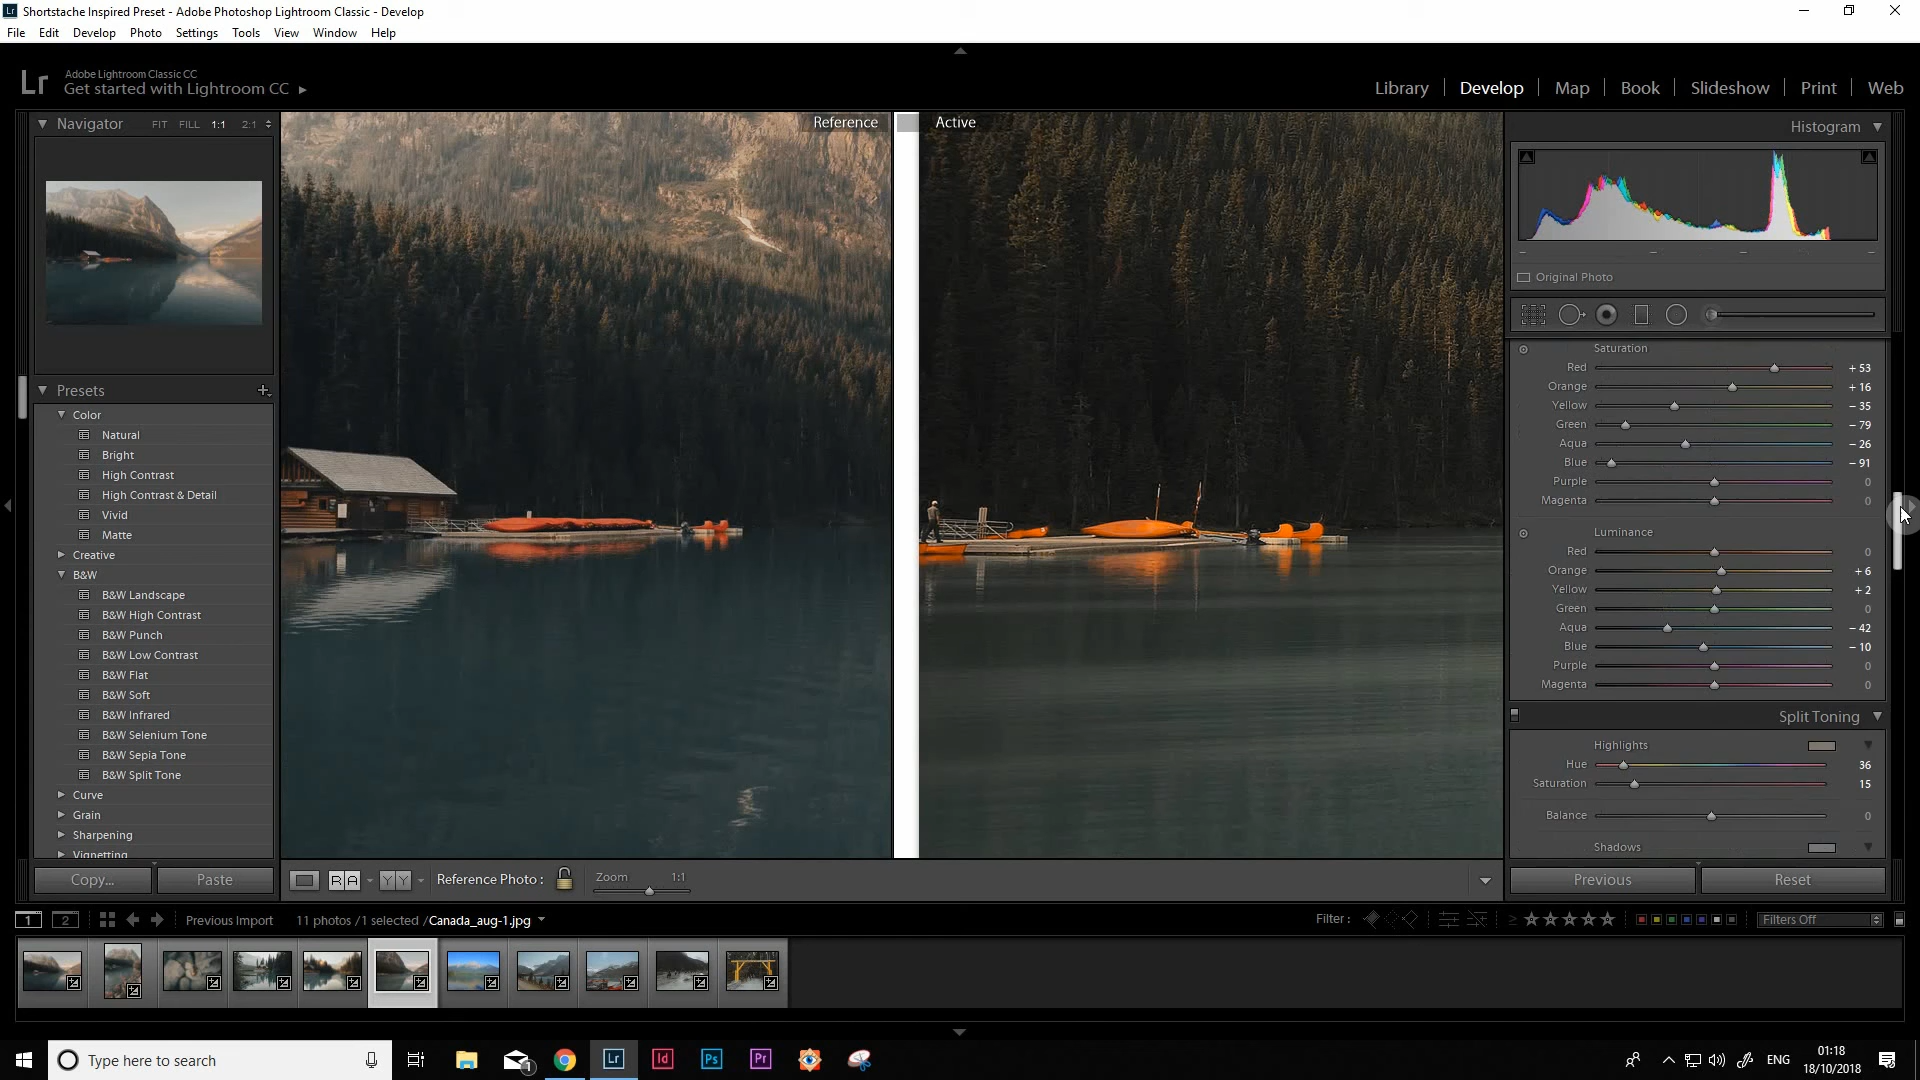 Lr Shortstache Inspired Preset - Adobe Photoshop Lightroom Classic - Develop
File Edit Develop Photo Settings Tools View Window Help
Lr Adobe Lightroom Classic CC
Get started with Lightroom CC
Library Develop Map Book Slideshow Print Web
Navigator FIT FILL 1:1 2:1
Reference
Active
Histogram
Original Photo
Presets
Color
Natural
Bright
High Contrast
High Contrast & Detail
Vivid
Matte
Creative
B&W
B&W Landscape
B&W High Contrast
B&W Punch
B&W Low Contrast
B&W Flat
B&W Soft
B&W Infrared
B&W Selenium Tone
B&W Sepia Tone
B&W Split Tone
Curve
Grain
Sharpening
Vignetting
Copy... Paste
Saturation
Red + 53
Orange + 16
Yellow - 35
Green - 79
Aqua - 26
Blue - 91
Purple 0
Magenta 0
Luminance
Red 0
Orange + 6
Yellow + 2
Green 0
Aqua - 42
Blue - 10
Purple 0
Magenta 0
Split Toning
Highlights
Hue 36
Saturation 15
Balance 0
Shadows
Previous Reset
R A Y Y Reference Photo : Zoom 1:1
1 2 Previous Import 11 photos / 1 selected / Canada_aug-1.jpg Filter : ≥ Filters Off
Type here to search 1 Lr Id Ps Pr ENG 01:18
18/10/2018